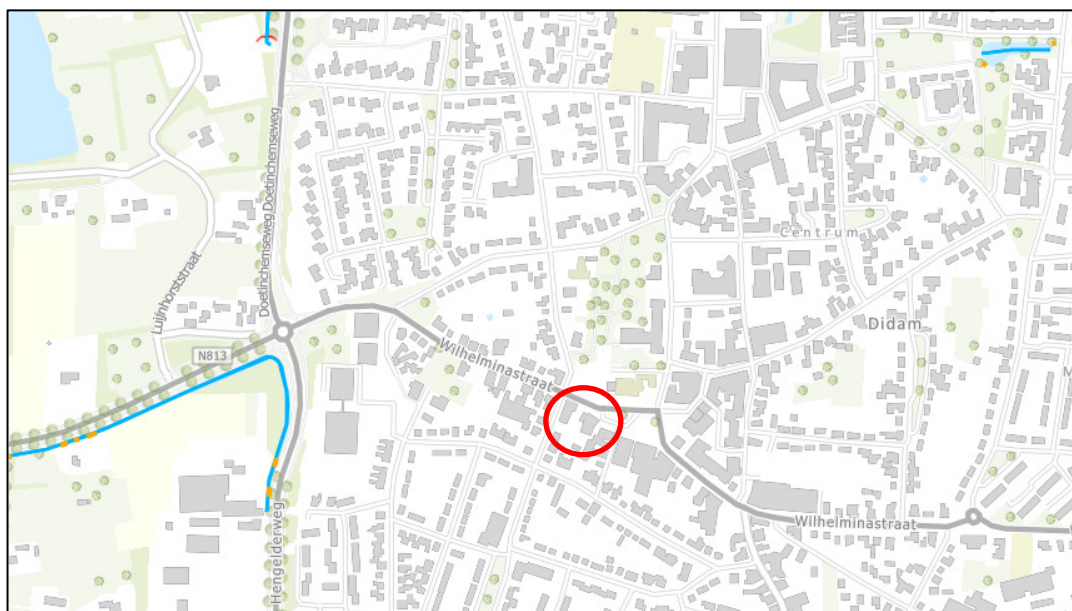 Doetinchemseweg
Doetinchemseweg
Luijnhorststraat
N813
Wilhelminastraat
Centrum
Didam
Hengelderweg
Wilhelminastraat